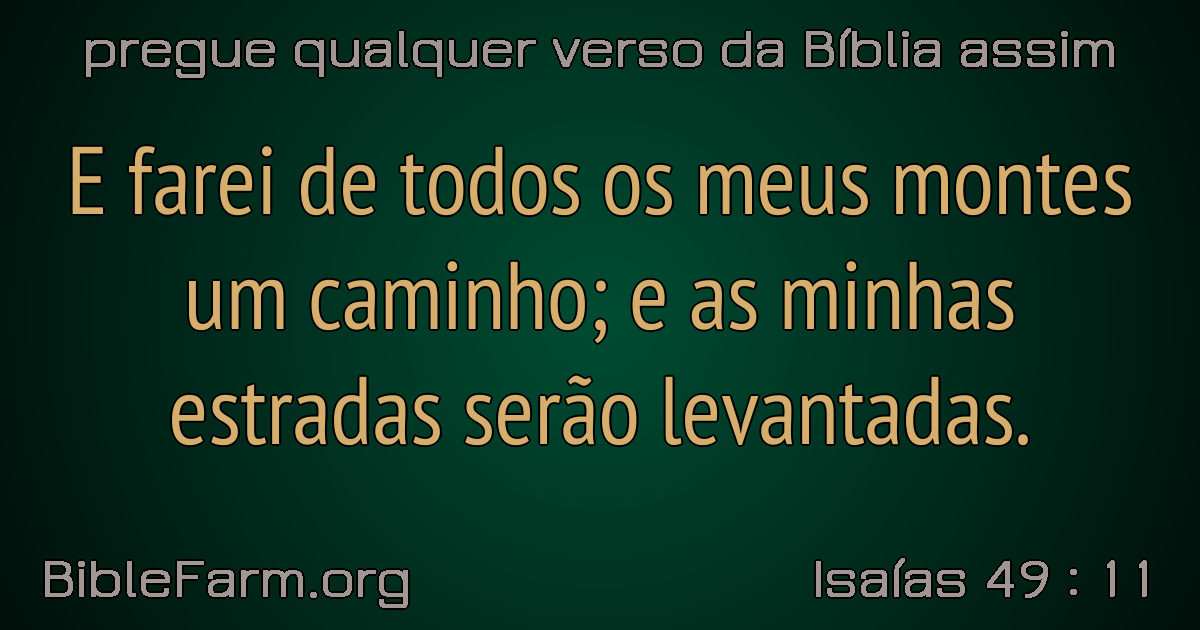 pregue qualquer verso da Bíblia assim
E farei de todos os meus montes
um caminho; e as minhas
estradas serão levantadas.
BibleFarm.org
Isaías 49 : 11